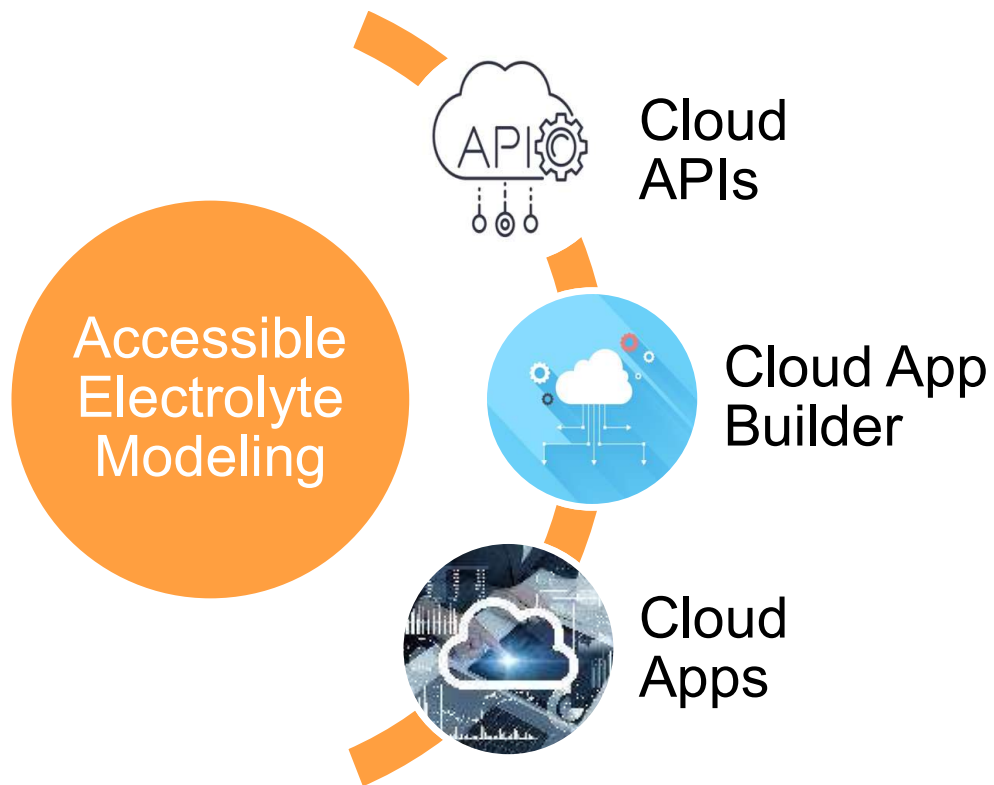 API
Cloud
APIs
Accessible
Electrolyte
Modeling
Cloud App
Builder
Cloud
Apps